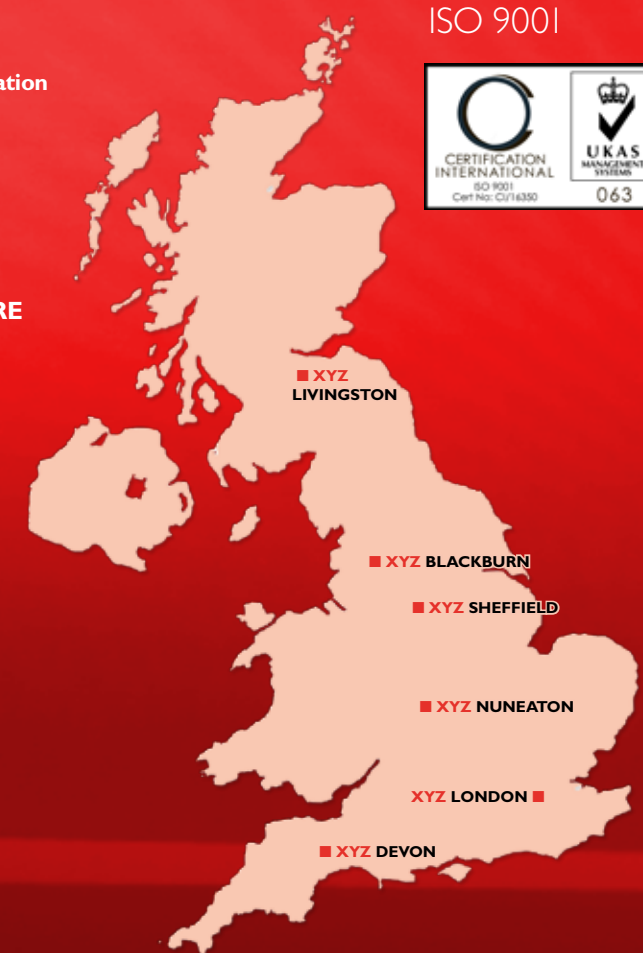 ISO 9001
ation
CERTIFICATION
INTERNATIONAL
ISO 9001
Cert No: CI/16350
UKAS
MANAGEMENT
SYSTEMS
063
RE
XYZ
LIVINGSTON
XYZ BLACKBURN
XYZ SHEFFIELD
XYZ NUNEATON
XYZ LONDON
XYZ DEVON